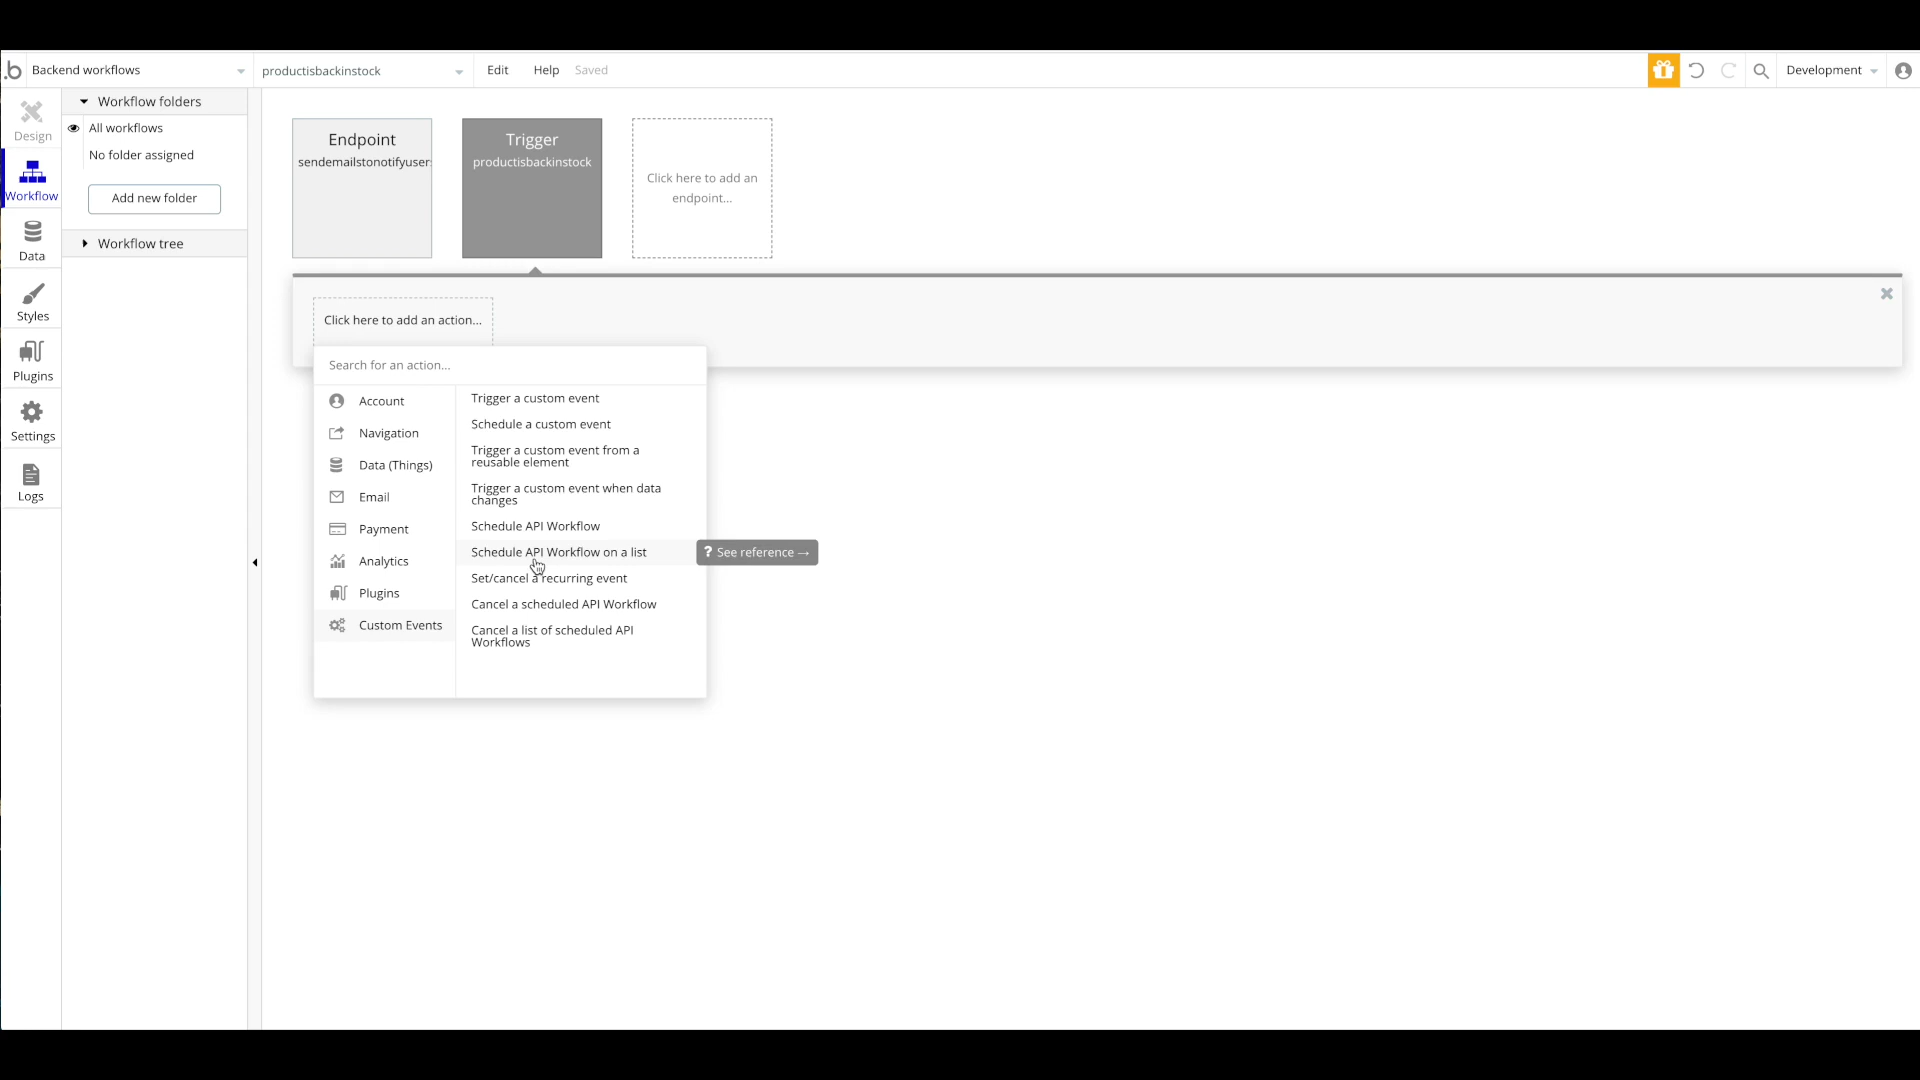 .b Backend workflows productisbackinstock Edit Help Saved Development
Design
Workflow
Data
Styles
Plugins
Settings
Logs
Workflow folders
All workflows
No folder assigned
Add new folder
Workflow tree
Endpoint
sendemailstonotifyuser
Trigger
productisbackinstock
Click here to add an
endpoint...
Click here to add an action...
Search for an action...
Account
Navigation
Data (Things)
Email
Payment
Analytics
Plugins
Custom Events
Trigger a custom event
Schedule a custom event
Trigger a custom event from a
reusable element
Trigger a custom event when data
changes
Schedule API Workflow
Schedule API Workflow on a list
? See reference →
Set/cancel a recurring event
Cancel a scheduled API Workflow
Cancel a list of scheduled API
Workflows